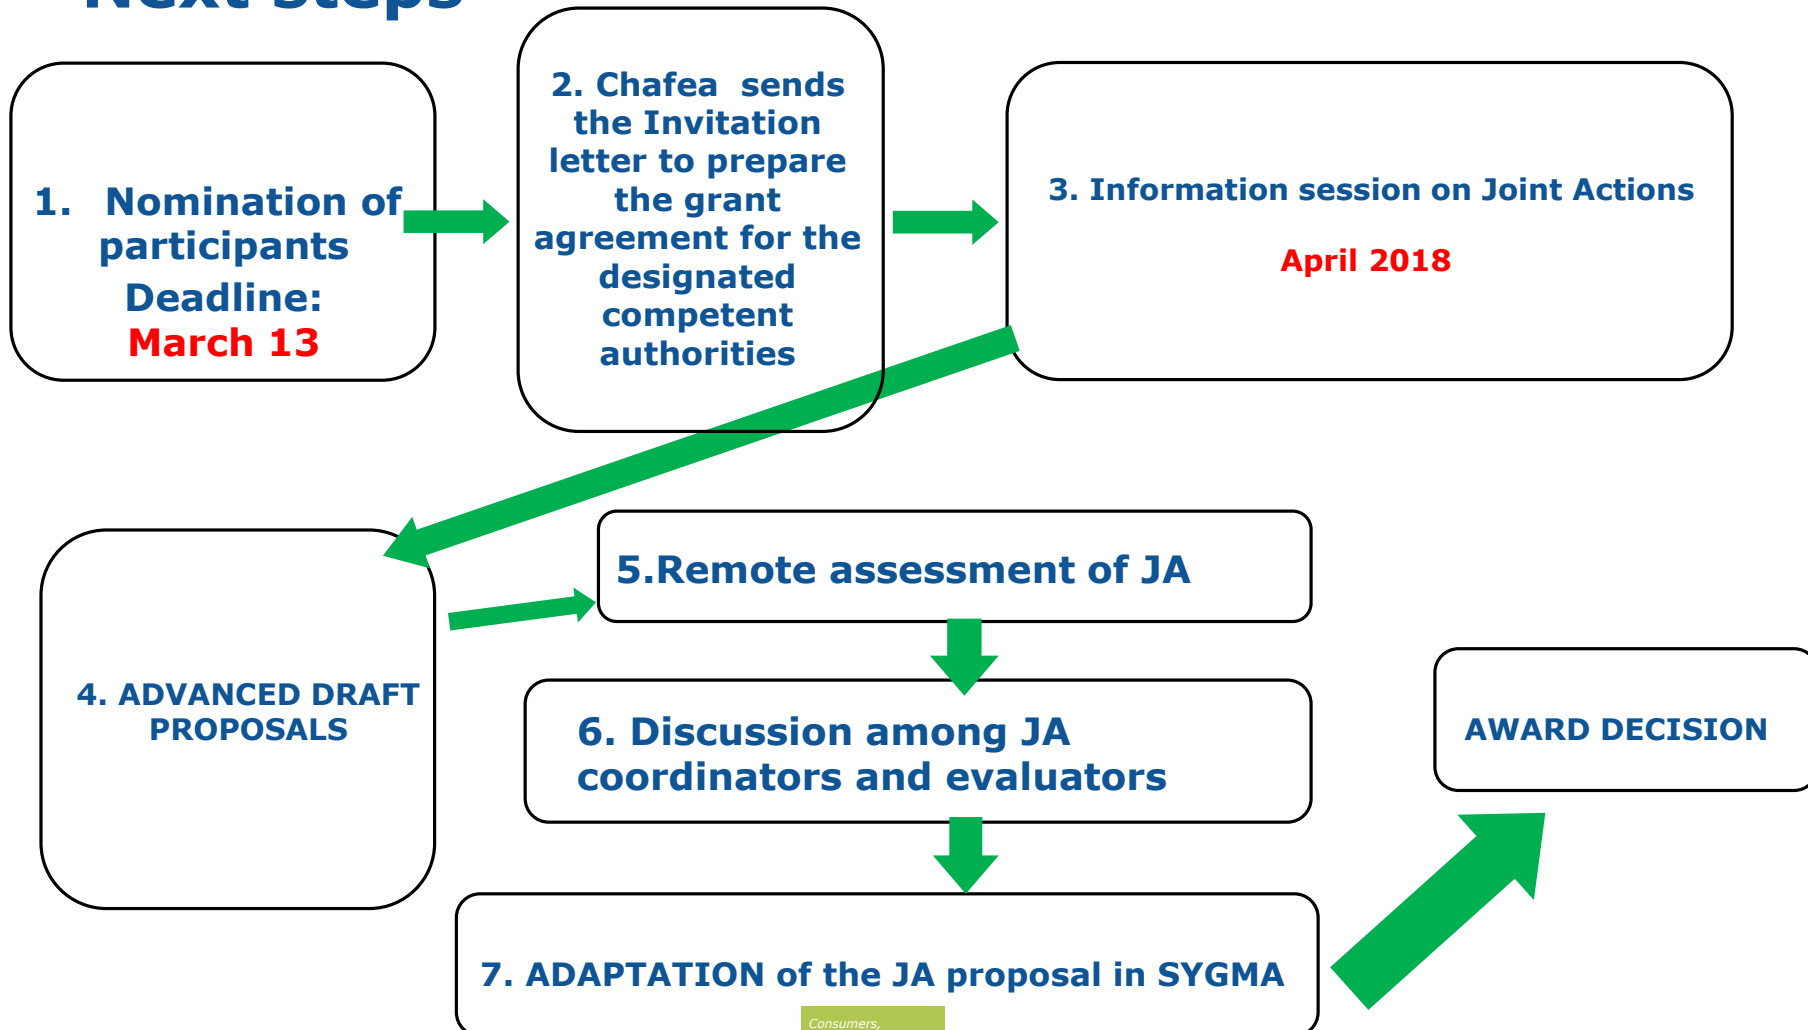 Next steps
1. Nomination of
participants
Deadline:
March 13
2. Chafea sends
the Invitation
letter to prepare
the grant
agreement for the
designated
competent
authorities
3. Information session on Joint Actions
April 2018
4. ADVANCED DRAFT
PROPOSALS
5.Remote assessment of JA
6. Discussion among JA
coordinators and evaluators
7. ADAPTATION of the JA proposal in SYGMA
AWARD DECISION
Consumers,